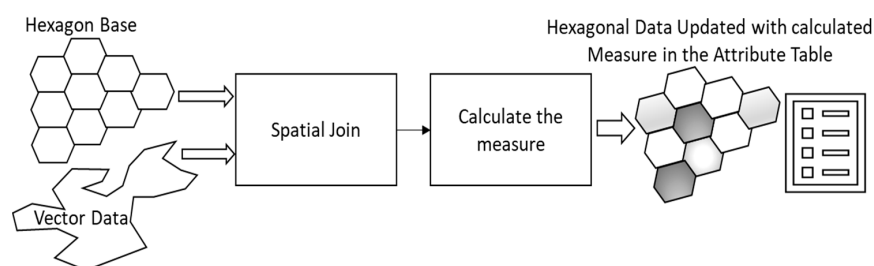 Hexagon Base
Vector Data
Spatial Join
Calculate the
measure
Hexagonal Data Updated with calculated
Measure in the Attribute Table